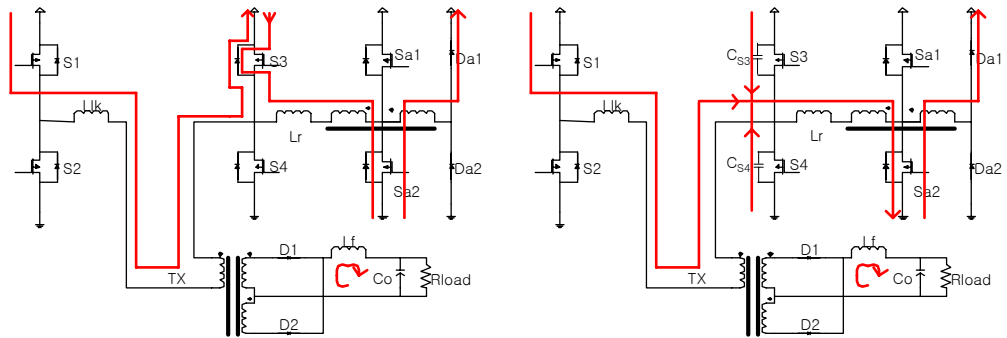 S1
S3
Sa1
Da1
Llk
Lr
S2
S4
Da2
Sa2
D1
Lf
TX
Co
Rload
D2
S1
CS3
S3
Sa1
Da1
Llk
Lr
S2
CS4
S4
Da2
Sa2
D1
Lf
TX
Co
Rload
D2